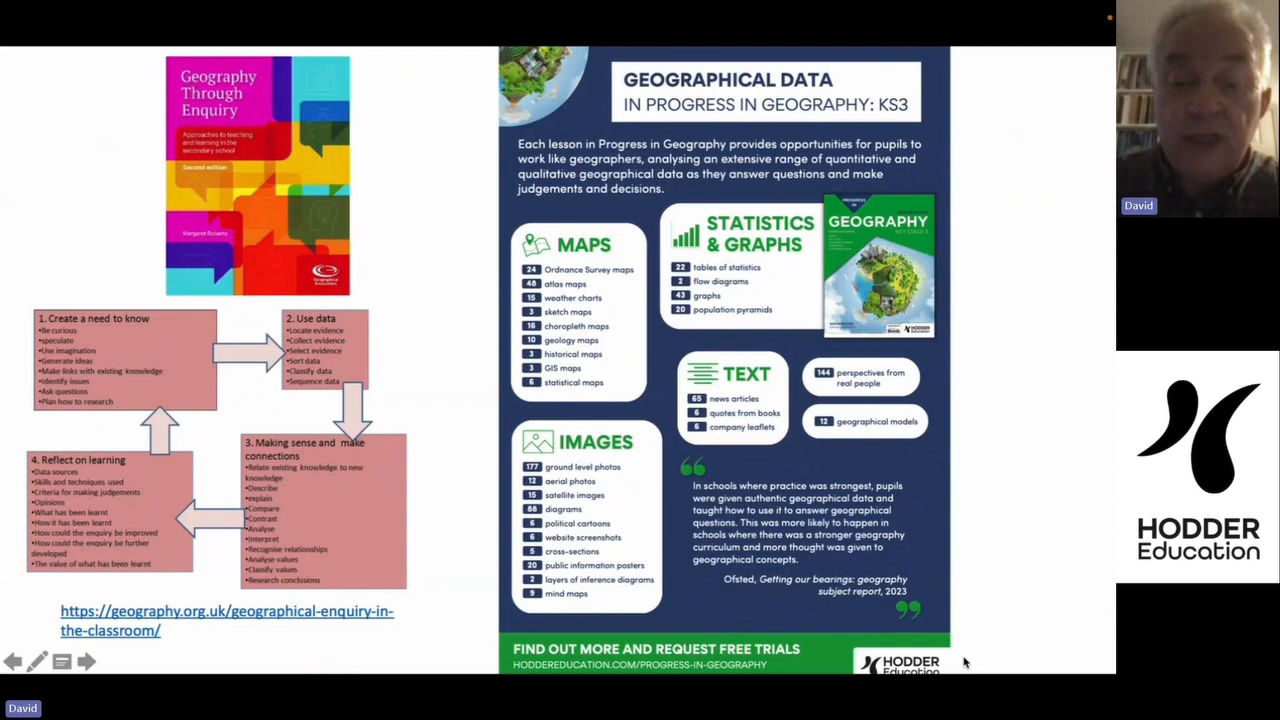 Geography
Through
Enquiry
Approaches to teaching
and learning in the
secondary school
Second edition
Margaret Roberts
Geographical
Association
1. Create a need to know
•Be curious
•speculate
•Use imagination
•Generate ideas
•Make links with existing knowledge
•Identify issues
•Ask questions
•Plan how to research
2. Use data
•Locate evidence
•Collect evidence
•Select evidence
•Sort data
•Classify data
•Sequence data
3. Making sense and make
connections
•Relate existing knowledge to new
knowledge
•Describe
•explain
•Compare
•Contrast
•Analyse
•Interpret
•Recognise relationships
•Analyse values
•Classify values
•Research conclusions
4. Reflect on learning
•Data sources
•Skills and techniques used
•Criteria for making judgements
•Opinions
•What has been learnt
•How it has been learnt
•How could the enquiry be improved
•How could the enquiry be further
developed
•The value of what has been learnt
https://geography.org.uk/geographical-enquiry-in-
the-classroom/
GEOGRAPHICAL DATA
IN PROGRESS IN GEOGRAPHY: KS3
Each lesson in Progress in Geography provides opportunities for pupils to
work like geographers, analysing an extensive range of quantitative and
qualitative geographical data as they answer questions and make
judgements and decisions.
MAPS
24 Ordnance Survey maps
48 atlas maps
15 weather charts
3 sketch maps
16 choropleth maps
10 geology maps
3 historical maps
3 GIS maps
6 statistical maps
STATISTICS
& GRAPHS
22 tables of statistics
2 flow diagrams
43 graphs
20 population pyramids
PROGRESS
IN
GEOGRAPHY
KEY STAGE 3
HODDER
EDUCATION
TEXT
65 news articles
6 quotes from books
6 company leaflets
144 perspectives from
real people
12 geographical models
IMAGES
177 ground level photos
12 aerial photos
15 satellite images
88 diagrams
6 political cartoons
6 website screenshots
5 cross-sections
20 public information posters
2 layers of inference diagrams
9 mind maps
“
In schools where practice was strongest, pupils
were given authentic geographical data and
taught how to use it to answer geographical
questions. This was more likely to happen in
schools where there was a stronger geography
curriculum and more thought was given to
geographical concepts.
Ofsted, Getting our bearings: geography
subject report, 2023
”
FIND OUT MORE AND REQUEST FREE TRIALS
HODDEREDUCATION.COM/PROGRESS-IN-GEOGRAPHY
HODDER
Education
David
HODDER
Education
David